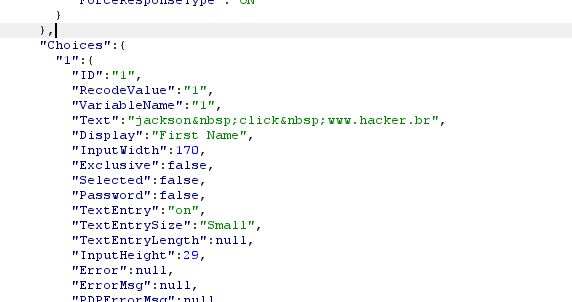 "ForceResponseType":"ON"
}
},
"Choices":{
"1":{
"ID":"1",
"RecodeValue":"1",
"VariableName":"1",
"Text":"jackson&nbsp;click&nbsp;www.hacker.br",
"Display":"First Name",
"InputWidth":170,
"Exclusive":false,
"Selected":false,
"Password":false,
"TextEntry":"on",
"TextEntrySize":"Small",
"TextEntryLength":null,
"InputHeight":29,
"Error":null,
"ErrorMsg":null,
"PDPErrorMsg":null